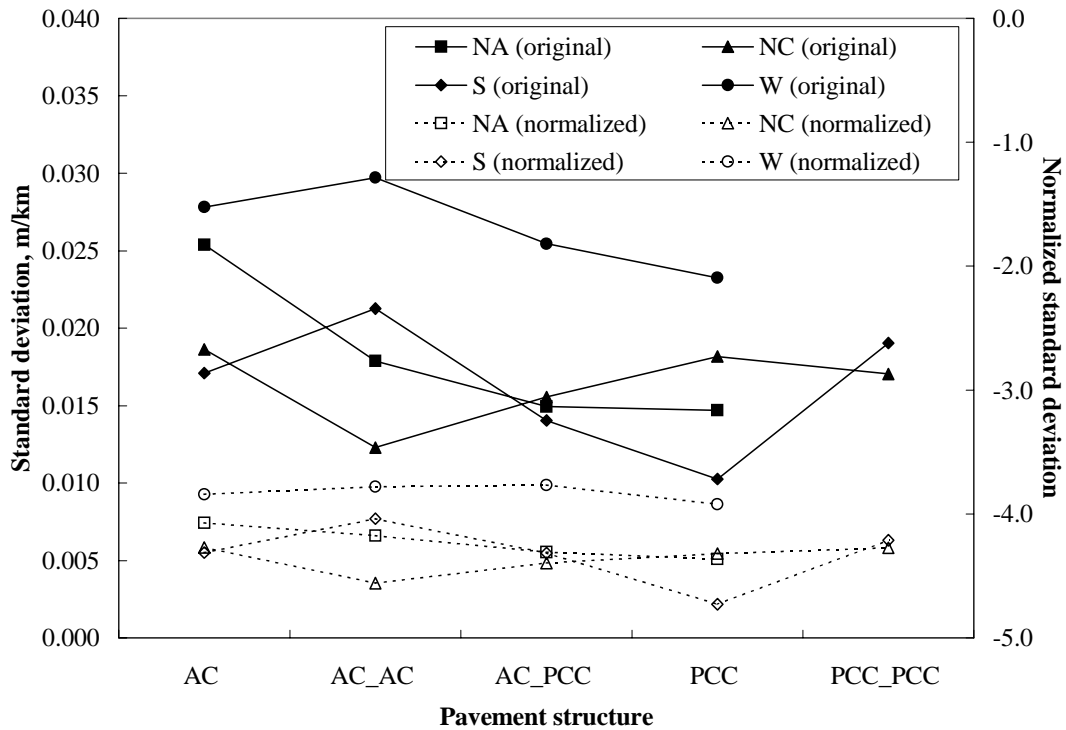 0.040
0.035
0.030
0.025
0.020
0.015
0.010
0.005
0.000
Standard deviation, m/km
NA (original)
NC (original)
S (original)
W (original)
NA (normalized)
NC (normalized)
S (normalized)
W (normalized)
0.0
-1.0
-2.0
-3.0
-4.0
-5.0
Normalized standard deviation
AC
AC_AC
AC_PCC
PCC
PCC_PCC
Pavement structure